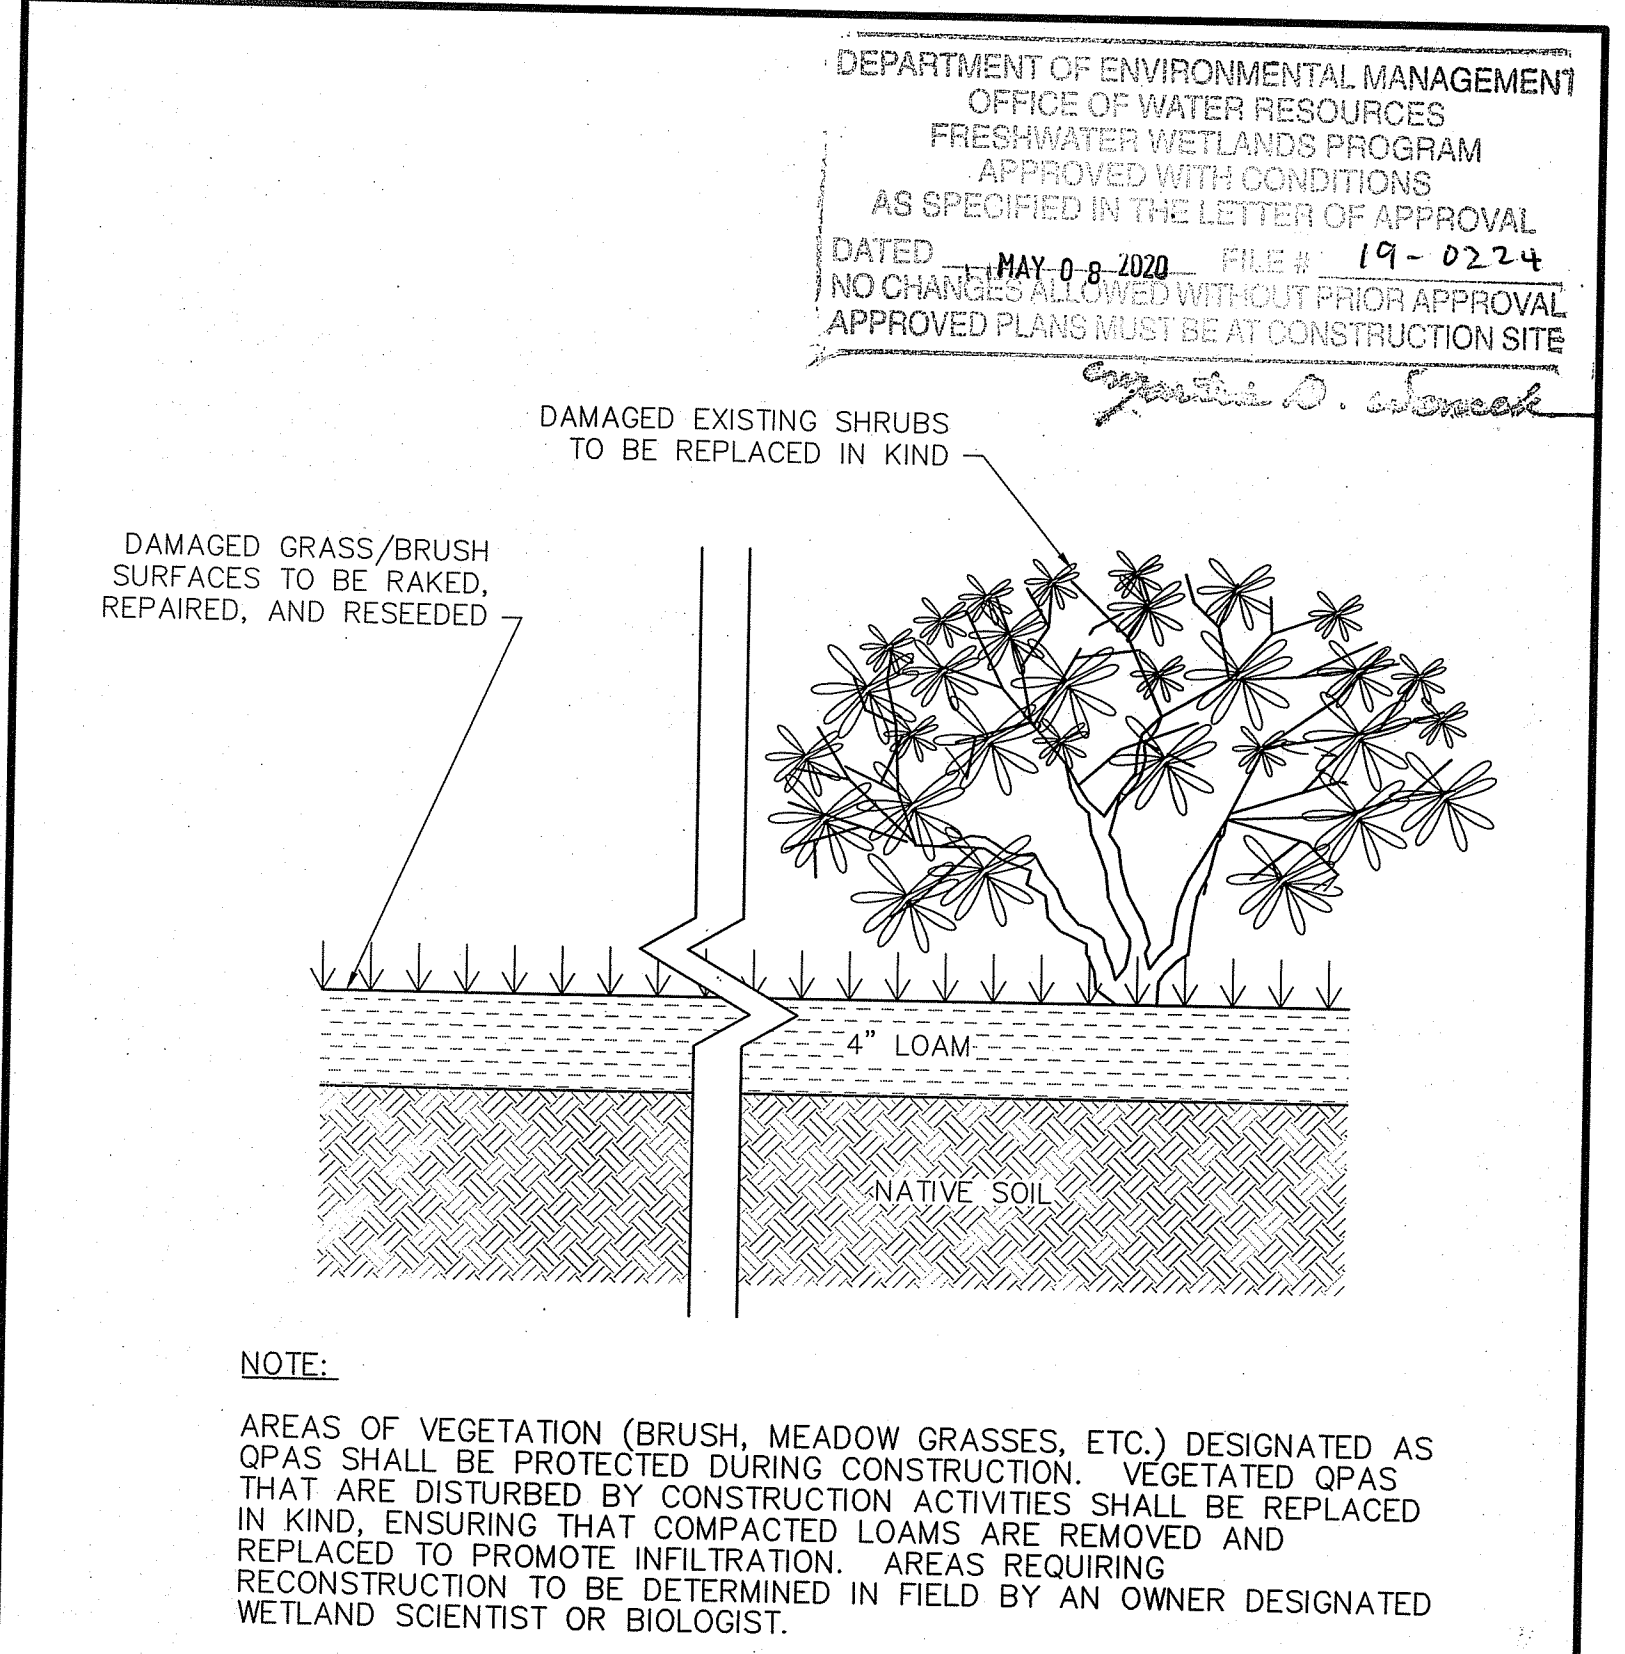 DEPARTMENT OF ENVIRONMENTAL MANAGEMENT
OFFICE OF WATER RESOURCES
FRESHWATER WETLANDS PROGRAM
APPROVED WITH CONDITIONS
AS SPECIFIED IN THE LETTER OF APPROVAL
DATED MAY 08 2020 FILE # 19-0224
NO CHANGES ALLOWED WITHOUT PRIOR APPROVAL
APPROVED PLANS MUST BE AT CONSTRUCTION SITE
DAMAGED EXISTING SHRUBS
TO BE REPLACED IN KIND
DAMAGED GRASS/BRUSH
SURFACES TO BE RAKED,
REPAIRED, AND RESEEDED
4" LOAM
NATIVE SOIL
NOTE:
AREAS OF VEGETATION (BRUSH, MEADOW GRASSES, ETC.) DESIGNATED AS
QPAS SHALL BE PROTECTED DURING CONSTRUCTION. VEGETATED QPAS
THAT ARE DISTURBED BY CONSTRUCTION ACTIVITIES SHALL BE REPLACED
IN KIND, ENSURING THAT COMPACTED LOAMS ARE REMOVED AND
REPLACED TO PROMOTE INFILTRATION. AREAS REQUIRING
RECONSTRUCTION TO BE DETERMINED IN FIELD BY AN OWNER DESIGNATED
WETLAND SCIENTIST OR BIOLOGIST.